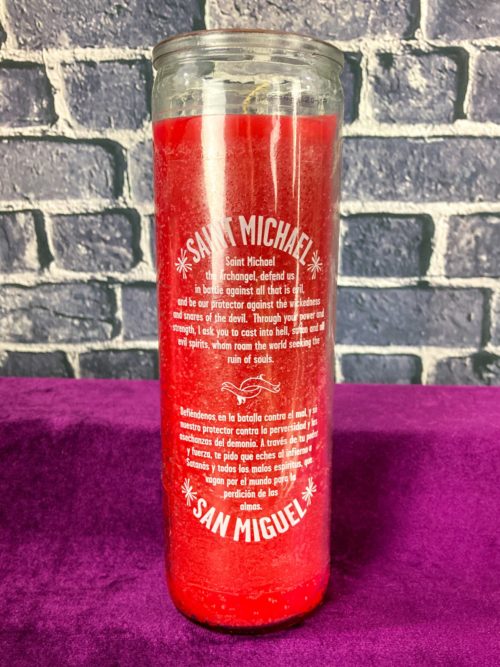 SAINT MICHAEL
Saint Michael
the Archangel, defend us
in battle against all that is evil,
and be our protector against the wickedness
and snares of the devil. Through your power and
strength, I ask you to cast into hell, satan and all
evil spirits, whom roam the world seeking the
ruin of souls.
Defiéndenos en la batalla contra el mal, y sé
nuestro protector contra la perversidad y las
asechanzas del demonio. A través de tu poder
y fuerza, te pido que eches al infierno a
Satanás y todos los malos espíritus, que
vagan por el mundo para la
perdición de las
almas.
SAN MIGUEL